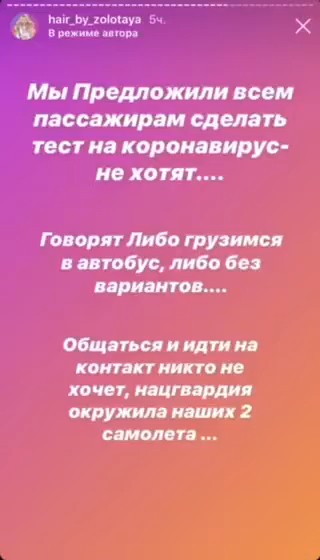 hair_by_zolotaya 5ч.
В режиме автора
Мы Предложили всем
пассажирам сделать
тест на коронавирус-
не хотят....
Говорят Либо грузимся
в автобус, либо без
вариантов....
Общаться и идти на
контакт никто не
хочет, нацгвардия
окружила наших 2
самолета ...